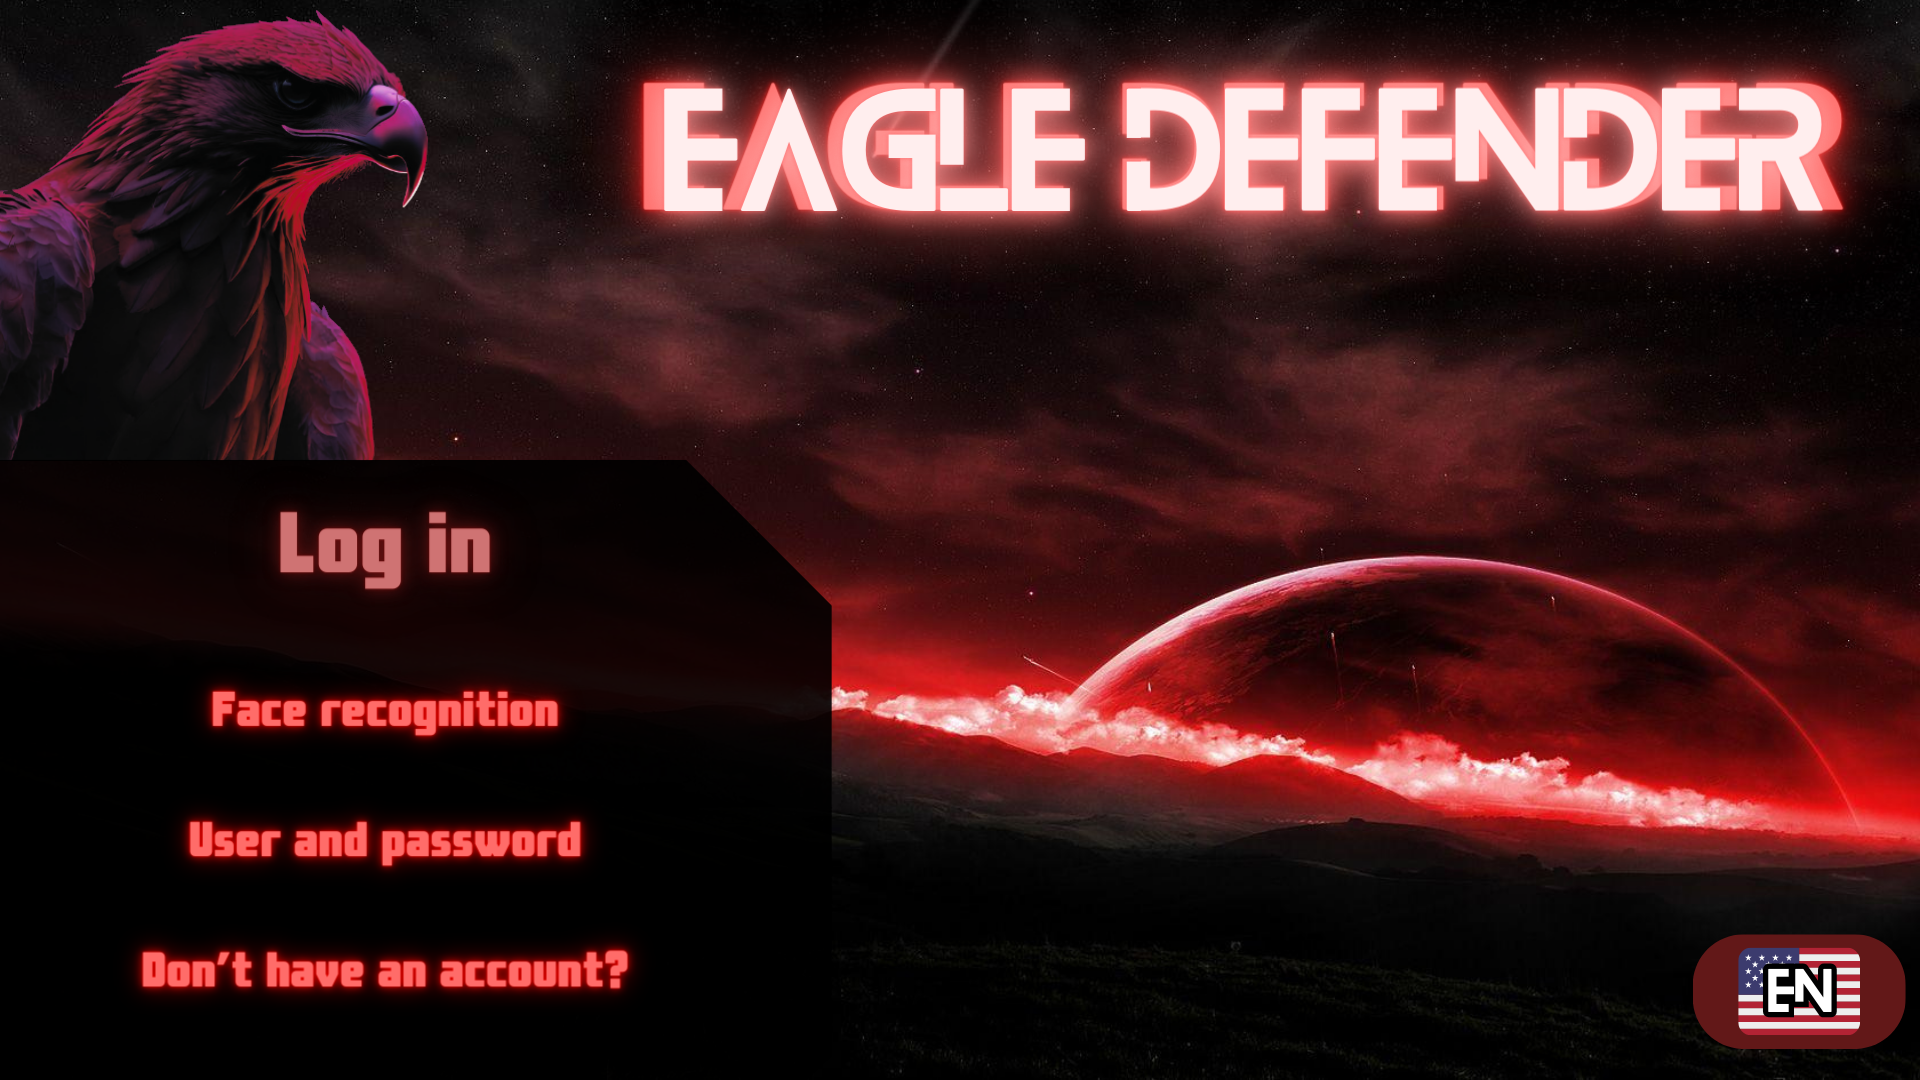 EAGLE DEFENDER
Log in
Face recognition
User and password
Don't have an account?
EN